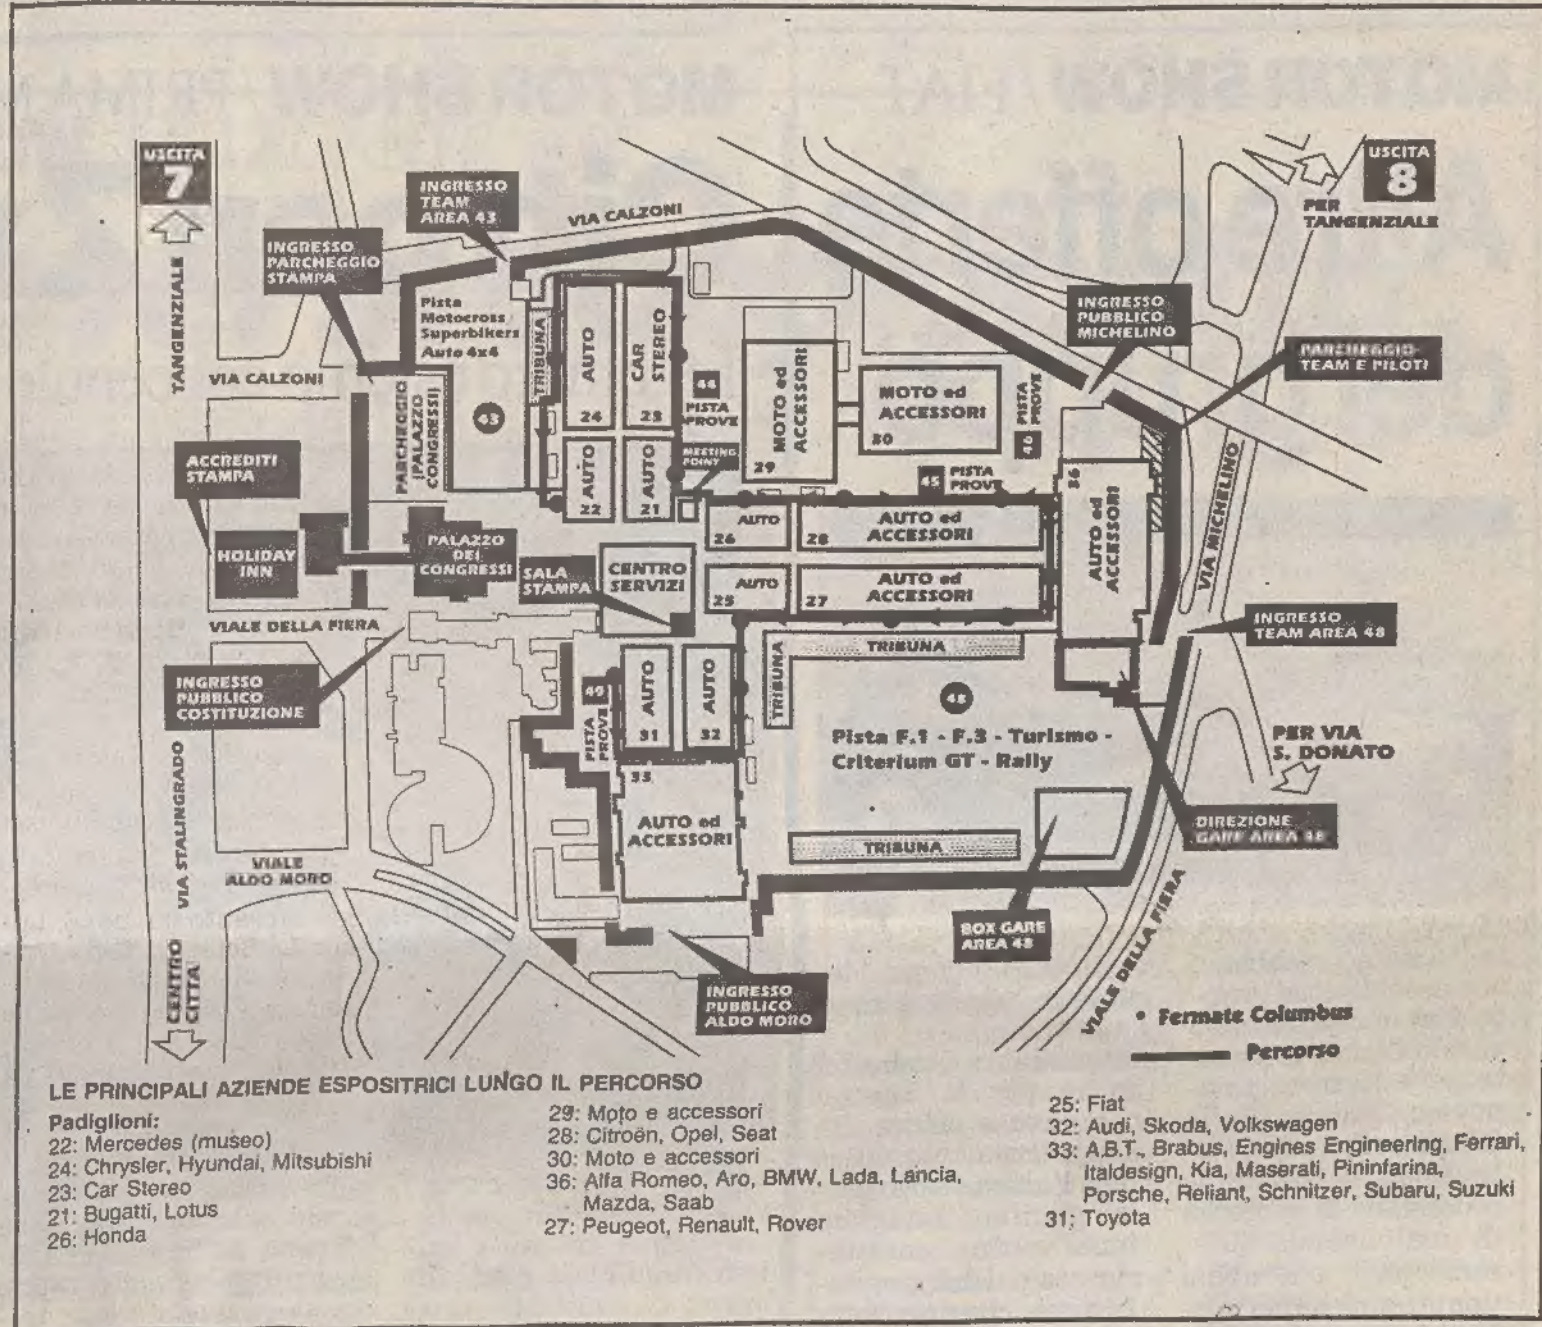 USCITA
7
TANGENZIALE
INGRESSO
PARCHEGGIO
STAMPA
INGRESSO
TEAM
AREA 43
VIA CALZONI
USCITA
8
PER
TANGENZIALE
Pista
Motocross
Superbikers
Auto 4x4
TRIBUNA
AUTO
24
CAR
STEREO
23
44
PISTA
PROVE
MOTO ed
ACCESSORI
29
MOTO ed
ACCESSORI
30
46
PISTA
PROVE
INGRESSO
PUBBLICO
MICHELINO
PARCHEGGIO
TEAM E PILOTI
VIA CALZONI
PARCHEGGIO
(PALAZZO
CONGRESSI)
43
ACCREDITI
STAMPA
AUTO
22
AUTO
21
MEETING
POINT
45
PISTA
PROVE
36
AUTO ed
ACCESSORI
VIA MICHELINO
HOLIDAY
INN
PALAZZO
DEI
CONGRESSI
SALA
STAMPA
CENTRO
SERVIZI
AUTO
26
AUTO ed
ACCESSORI
28
AUTO
25
AUTO ed
ACCESSORI
27
VIALE DELLA FIERA
INGRESSO
TEAM AREA 48
INGRESSO
PUBBLICO
COSTITUZIONE
49
PISTA
PROVE
AUTO
31
AUTO
32
TRIBUNA
TRIBUNA
48
Pista F.1 - F.3 - Turismo -
Criterium GT - Rally
PER VIA
S. DONATO
33
AUTO ed
ACCESSORI
DIREZIONE
GARE AREA 48
TRIBUNA
VIA STALINGRADO
VIALE
ALDO MORO
BOX GARE
AREA 48
VIALE DELLA FIERA
CENTRO
CITTA
INGRESSO
PUBBLICO
ALDO MORO
• Fermate Columbus
Percorso
LE PRINCIPALI AZIENDE ESPOSITRICI LUNGO IL PERCORSO
Padiglioni:
22: Mercedes (museo)
24: Chrysler, Hyundai, Mitsubishi
23: Car Stereo
21: Bugatti, Lotus
26: Honda
29: Moto e accessori
28: Citroën, Opel, Seat
30: Moto e accessori
36: Alfa Romeo, Aro, BMW, Lada, Lancia,
Mazda, Saab
27: Peugeot, Renault, Rover
25: Fiat
32: Audi, Skoda, Volkswagen
33: A.B.T., Brabus, Engines Engineering, Ferrari,
Italdesign, Kia, Maserati, Pininfarina,
Porsche, Reliant, Schnitzer, Subaru, Suzuki
31: Toyota